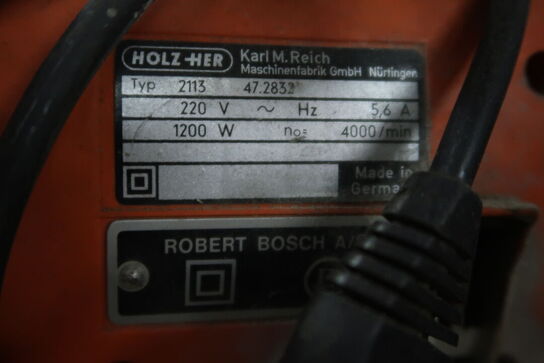 HOLZ-HER Karl M. Reich
Maschinenfabrik GmbH Nürtingen
Typ 2113 47.2832
220 V ~ Hz 5,6 A
1200 W n₀s 4000/min
Made in
German
ROBERT BOSCH A/S